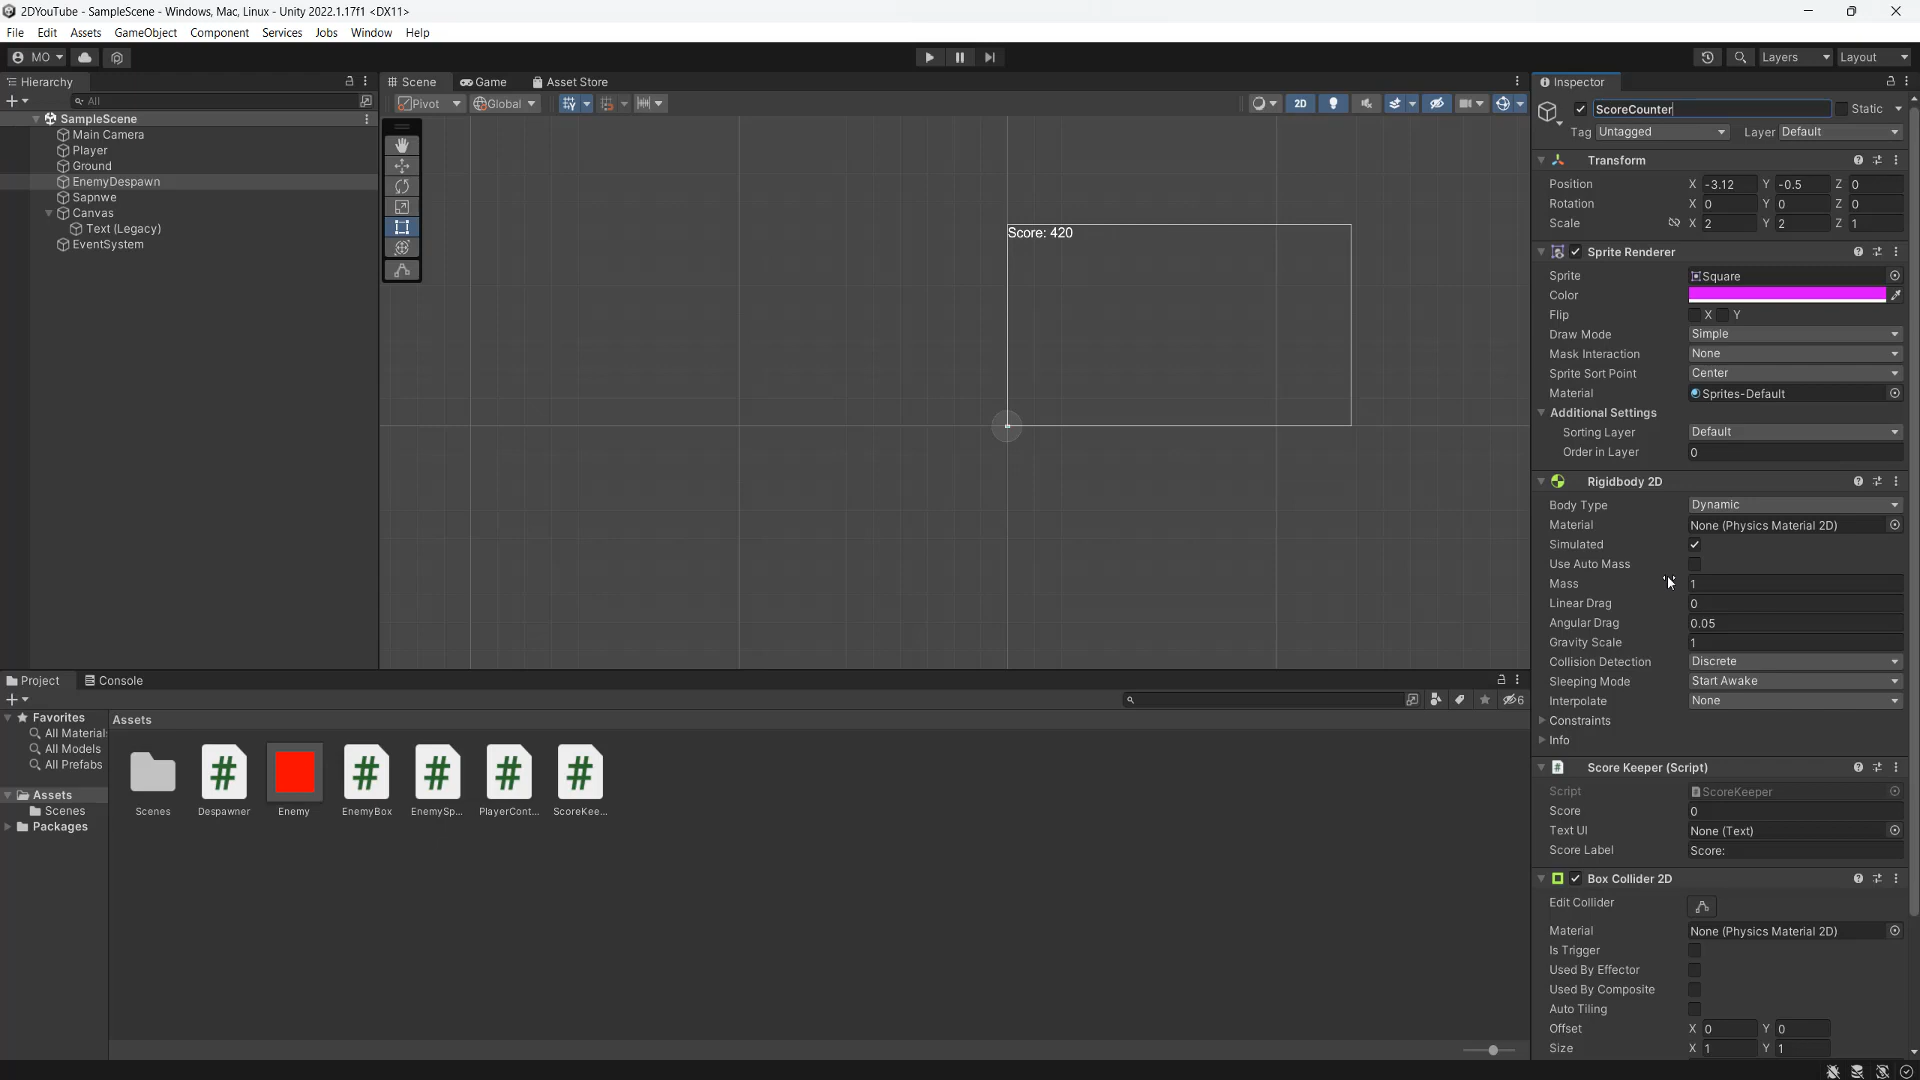 2DYouTube - SampleScene - Windows, Mac, Linux - Unity 2022.1.17f1 <DX11>
File Edit Assets GameObject Component Services Jobs Window Help
MO
Layers
Layout
Hierarchy
All
SampleScene
Main Camera
Player
Ground
EnemyDespawn
Sapnwe
Canvas
Text (Legacy)
EventSystem
Scene Game Asset Store
Pivot Global
2D
Score: 420
Inspector
ScoreCounter
Static
Tag Untagged Layer Default
Transform
Position X -3.12 Y -0.5 Z 0
Rotation X 0 Y 0 Z 0
Scale X 2 Y 2 Z 1
Sprite Renderer
Sprite Square
Color
Flip X Y
Draw Mode Simple
Mask Interaction None
Sprite Sort Point Center
Material Sprites-Default
Additional Settings
Sorting Layer Default
Order in Layer 0
Rigidbody 2D
Body Type Dynamic
Material None (Physics Material 2D)
Simulated
Use Auto Mass
Mass 1
Linear Drag 0
Angular Drag 0.05
Gravity Scale 1
Collision Detection Discrete
Sleeping Mode Start Awake
Interpolate None
Constraints
Info
Score Keeper (Script)
Script ScoreKeeper
Score 0
Text UI None (Text)
Score Label Score:
Box Collider 2D
Edit Collider
Material None (Physics Material 2D)
Is Trigger
Used By Effector
Used By Composite
Auto Tiling
Offset X 0 Y 0
Size X 1 Y 1
Project Console
6
Favorites
All Material
All Models
All Prefabs
Assets
Scenes
Packages
Assets
Scenes Despawner Enemy EnemyBox EnemySp... PlayerCont... ScoreKee...